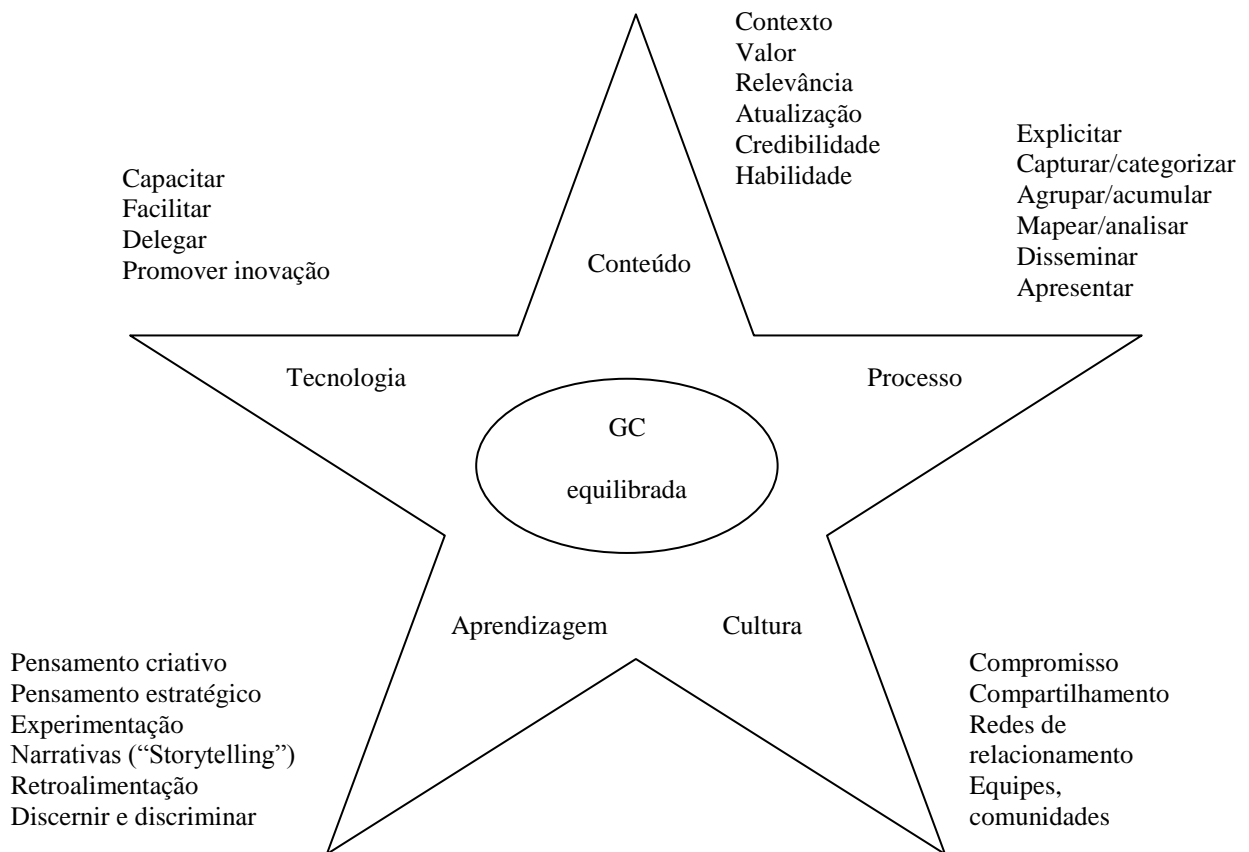 Contexto
Valor
Relevância
Atualização
Credibilidade
Habilidade
Explicitar
Capturar/categorizar
Agrupar/acumular
Mapear/analisar
Disseminar
Apresentar
Capacitar
Facilitar
Delegar
Promover inovação
Conteúdo
Tecnologia
Processo
GC
equilibrada
Aprendizagem
Cultura
Pensamento criativo
Pensamento estratégico
Experimentação
Narrativas (“Storytelling”)
Retroalimentação
Discernir e discriminar
Compromisso
Compartilhamento
Redes de
relacionamento
Equipes,
comunidades